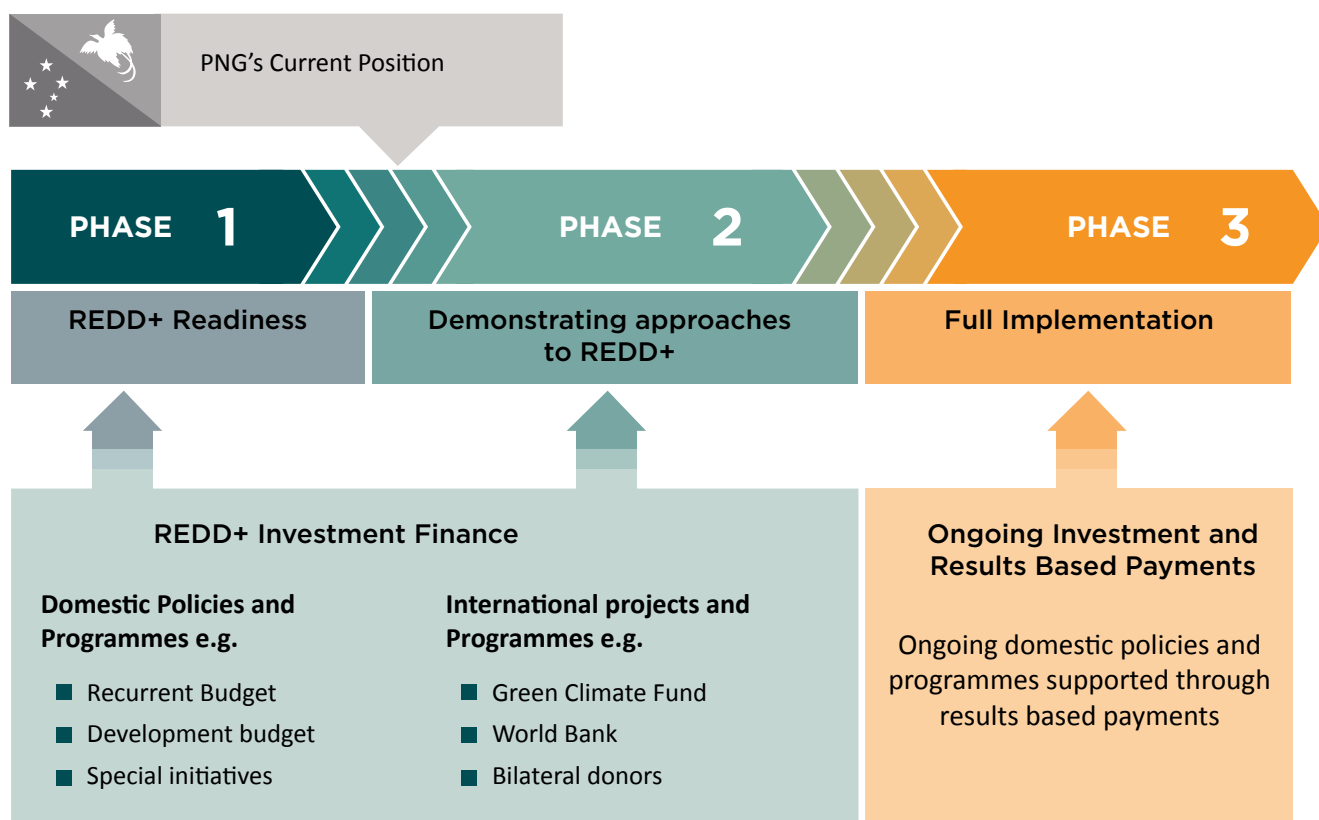 PNG's Current Position
PHASE 1
PHASE 2
PHASE 3
REDD+ Readiness
Demonstrating approaches
to REDD+
Full Implementation
REDD+ Investment Finance
Domestic Policies and
Programmes e.g.
Recurrent Budget
Development budget
Special initiatives
International projects and
Programmes e.g.
Green Climate Fund
World Bank
Bilateral donors
Ongoing Investment and
Results Based Payments
Ongoing domestic policies and
programmes supported through
results based payments